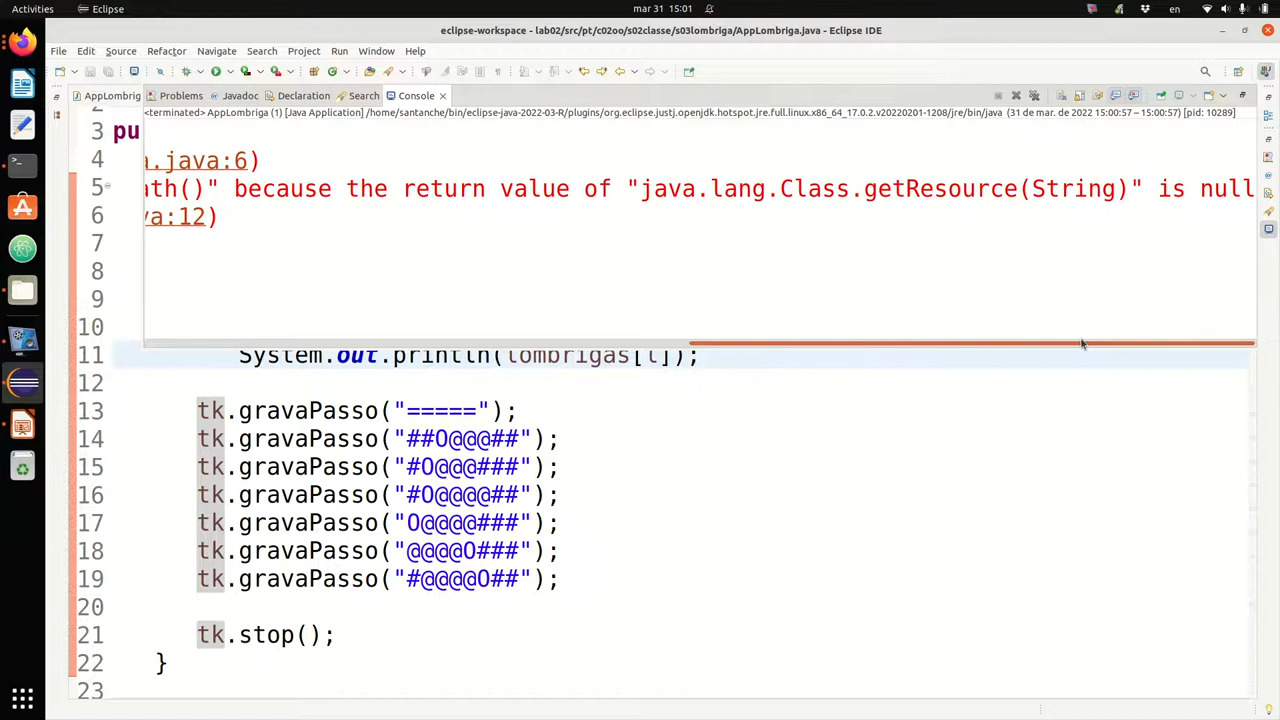 Activities Eclipse mar 31 15:01 en
eclipse-workspace - lab02/src/pt/c02oo/s02classe/s03lombriga/AppLombriga.java - Eclipse IDE
File Edit Source Refactor Navigate Search Project Run Window Help
AppLombrig Problems Javadoc Declaration Search Console
<terminated> AppLombriga (1) [Java Application] /home/santanche/bin/eclipse-java-2022-03-R/plugins/org.eclipse.justj.openjdk.hotspot.jre.full.linux.x86_64_17.0.2.v20220201-1208/jre/bin/java (31 de mar. de 2022 15:00:57 – 15:00:57) [pid: 10289]
2
3 pu
4 a.java:6)
5 ath()" because the return value of "java.lang.Class.getResource(String)" is null
6 va:12)
7
8
9
10
11 System.out.println(lombrigas[l]);
12
13 tk.gravaPasso("=====");
14 tk.gravaPasso("##O@@@##");
15 tk.gravaPasso("#O@@@###");
16 tk.gravaPasso("#O@@@@##");
17 tk.gravaPasso("O@@@@###");
18 tk.gravaPasso("@@@@O###");
19 tk.gravaPasso("#@@@@O##");
20
21 tk.stop();
22 }
23